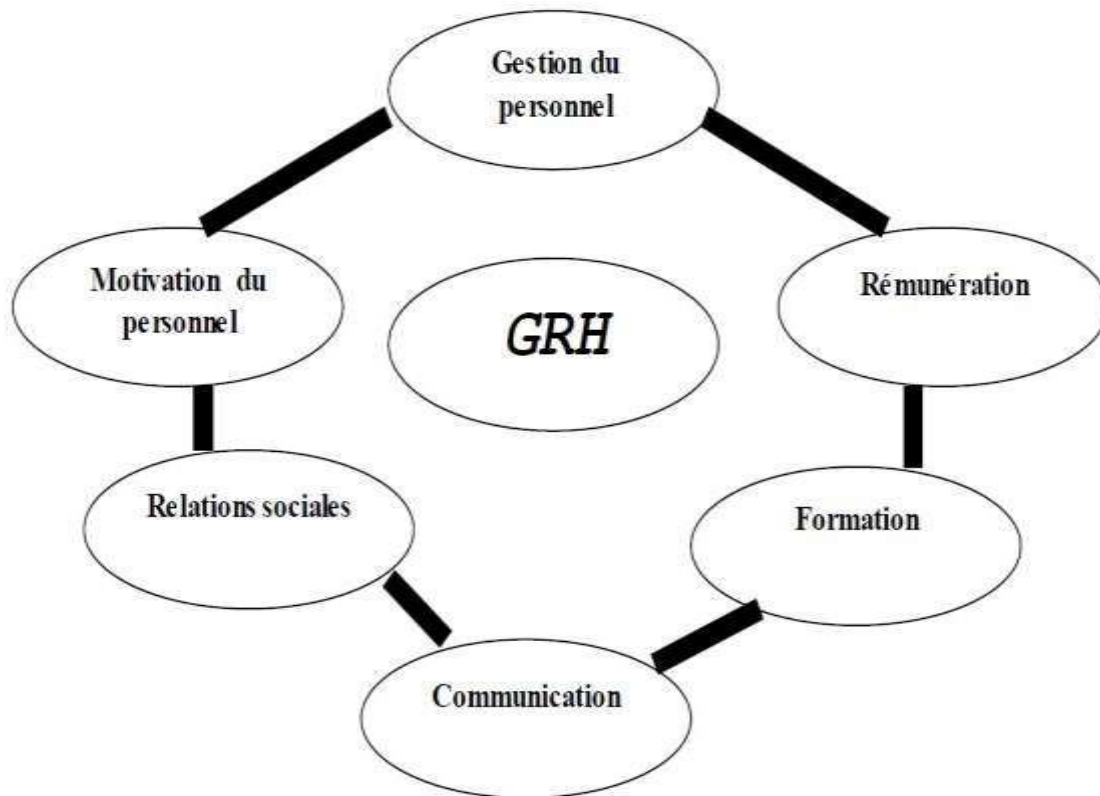 Gestion du
personnel
Motivation du
personnel
Rémunération
GRH
Relations sociales
Formation
Communication